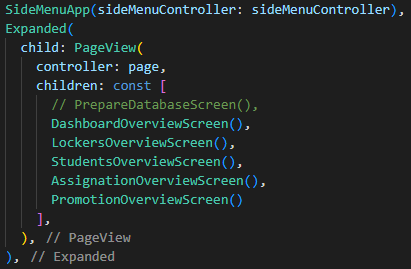 SideMenuApp(sideMenuController: sideMenuController),
Expanded(
  child: PageView(
    controller: page,
    children: const [
      // PrepareDatabaseScreen(),
      DashboardOverviewScreen(),
      LockersOverviewScreen(),
      StudentsOverviewScreen(),
      AssignationOverviewScreen(),
      PromotionOverviewScreen()
    ],
  ), // PageView
), // Expanded